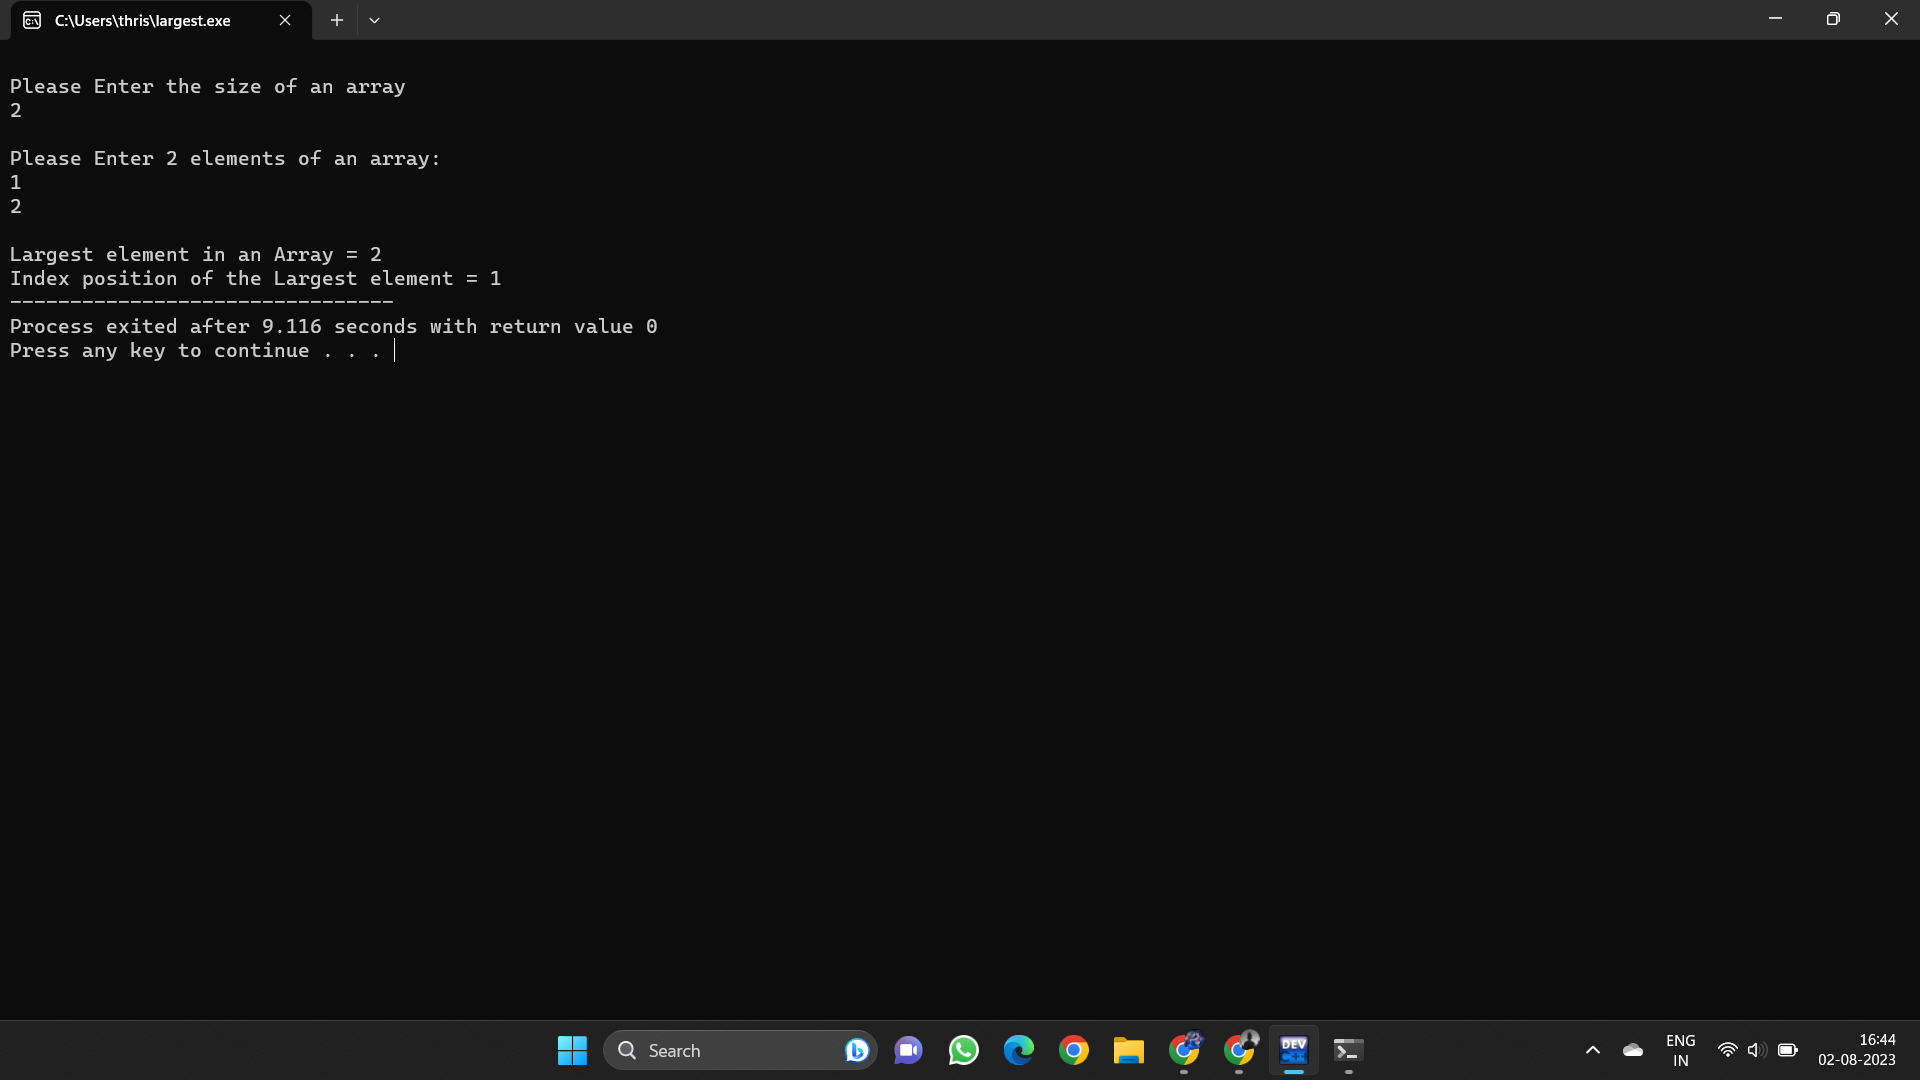 C:\Users\thris\largest.exe
Please Enter the size of an array
2
Please Enter 2 elements of an array:
1
2
Largest element in an Array = 2
Index position of the Largest element = 1
--------------------------------
Process exited after 9.116 seconds with return value 0
Press any key to continue . . .
Search
DEV
C++
ENG
IN
16:44
02-08-2023